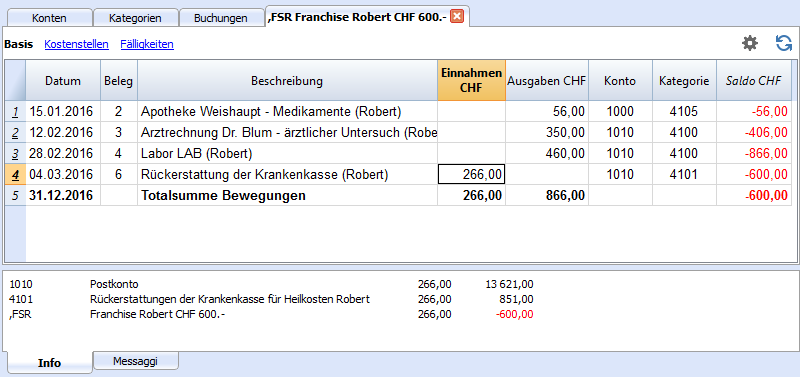 Konten Kategorien Buchungen ,FSR Franchise Robert CHF 600.-
Basis Kostenstellen Fälligkeiten
Datum Beleg Beschreibung Einnahmen CHF Ausgaben CHF Konto Kategorie Saldo CHF
1 15.01.2016 2 Apotheke Weishaupt - Medikamente (Robert) 56,00 1000 4105 -56,00
2 12.02.2016 3 Arztrechnung Dr. Blum - ärztlicher Untersuch (Robe 350,00 1010 4100 -406,00
3 28.02.2016 4 Labor LAB (Robert) 460,00 1010 4100 -866,00
4 04.03.2016 6 Rückerstattung der Krankenkasse (Robert) 266,00 1010 4101 -600,00
5 31.12.2016 Totalsumme Bewegungen 266,00 866,00 -600,00
1010 Postkonto 266,00 13 621,00
4101 Rückerstattungen der Krankenkasse für Heilkosten Robert 266,00 851,00
,FSR Franchise Robert CHF 600.- 266,00 -600,00
Info Messaggi